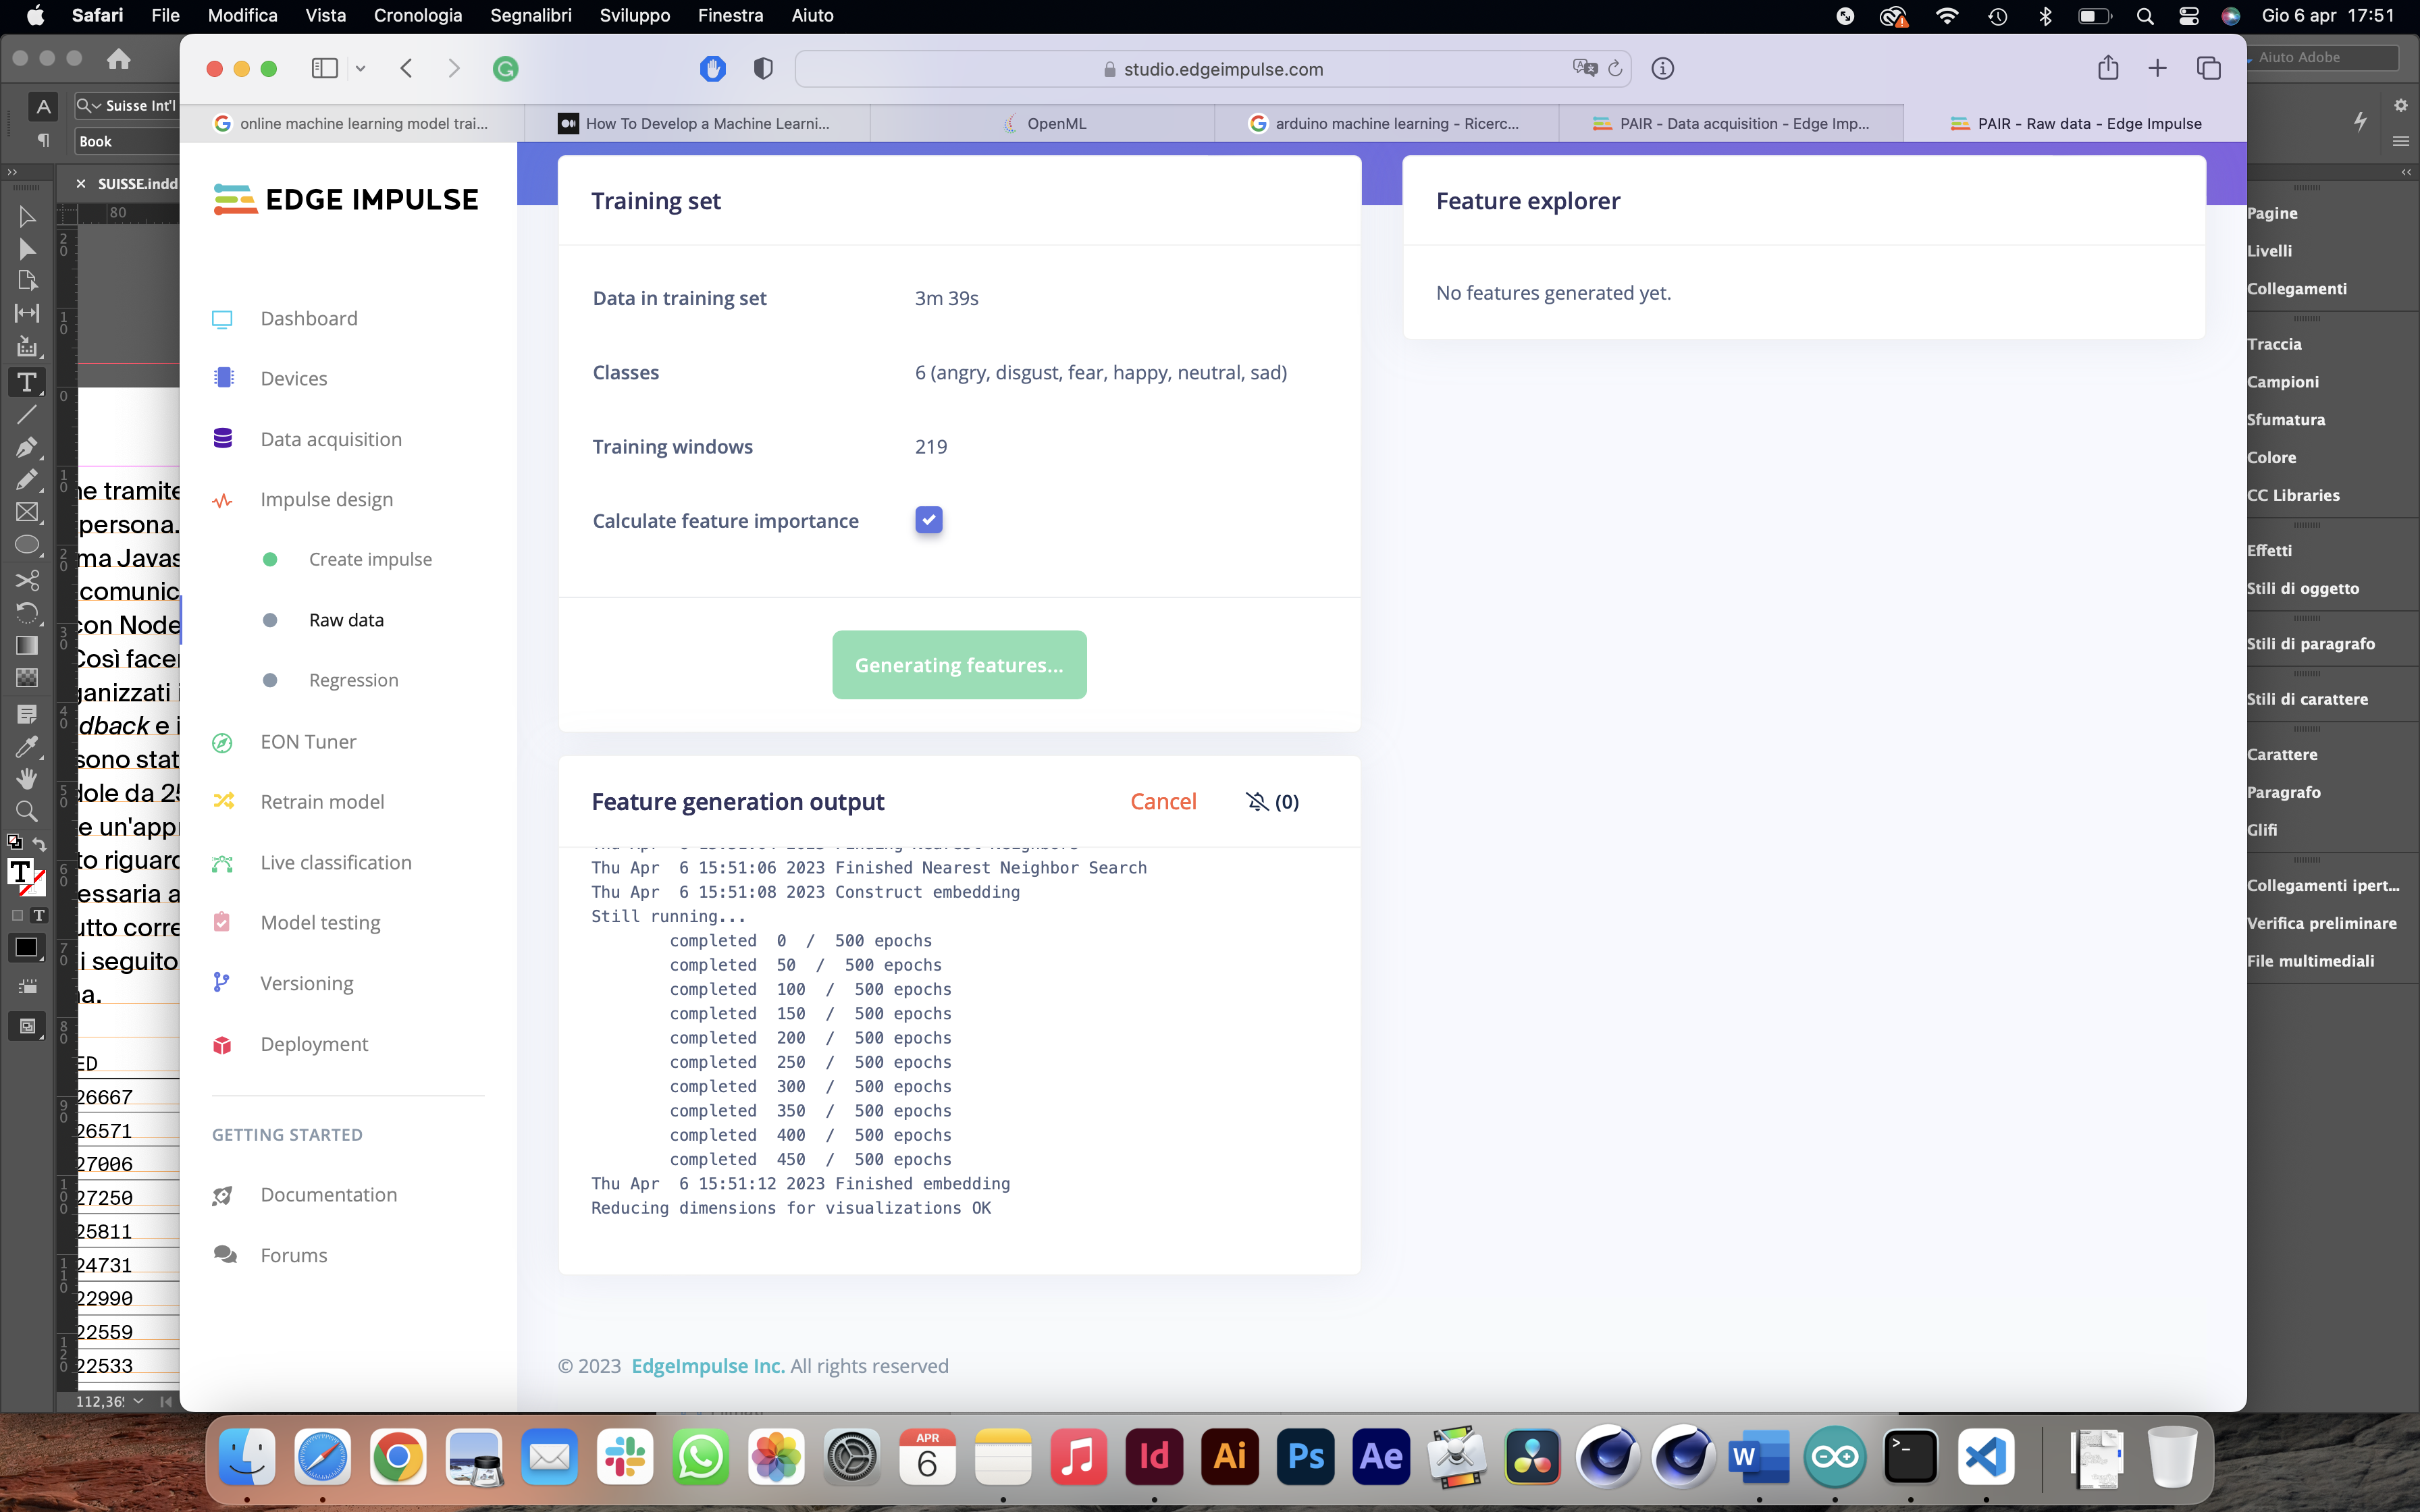 Safari File Modifica Vista Cronologia Segnalibri Sviluppo Finestra Aiuto Gio 6 apr 17:51
studio.edgeimpulse.com
Aiuto Adobe
A Suisse Int'l
Book
online machine learning model trai...
How To Develop a Machine Learni...
OpenML
arduino machine learning - Ricerc...
PAIR - Data acquisition - Edge Imp...
PAIR - Raw data - Edge Impulse
SUISSE.indd
80
ne tramite
persona.
ma Javas
comunic
con Node
Così facer
ganizzati i
dback e i
sono stat
dole da 25
e un'appr
to riguard
essaria a
utto corre
i seguito
na.
ED
26667
26571
27006
27250
25811
24731
22990
22559
22533
112,36
EDGE IMPULSE
Dashboard
Devices
Data acquisition
Impulse design
Create impulse
Raw data
Regression
EON Tuner
Retrain model
Live classification
Model testing
Versioning
Deployment
GETTING STARTED
Documentation
Forums
Training set
Data in training set 3m 39s
Classes 6 (angry, disgust, fear, happy, neutral, sad)
Training windows 219
Calculate feature importance
Generating features...
Feature generation output Cancel (0)
Thu Apr 6 15:51:06 2023 Finished Nearest Neighbor Search
Thu Apr 6 15:51:08 2023 Construct embedding
Still running...
completed 0 / 500 epochs
completed 50 / 500 epochs
completed 100 / 500 epochs
completed 150 / 500 epochs
completed 200 / 500 epochs
completed 250 / 500 epochs
completed 300 / 500 epochs
completed 350 / 500 epochs
completed 400 / 500 epochs
completed 450 / 500 epochs
Thu Apr 6 15:51:12 2023 Finished embedding
Reducing dimensions for visualizations OK
© 2023 EdgeImpulse Inc. All rights reserved
Feature explorer
No features generated yet.
Pagine
Livelli
Collegamenti
Traccia
Campioni
Sfumatura
Colore
CC Libraries
Effetti
Stili di oggetto
Stili di paragrafo
Stili di carattere
Carattere
Paragrafo
Glifi
Collegamenti ipert...
Verifica preliminare
File multimediali
APR
6
Id
Ai
Ps
Ae
W